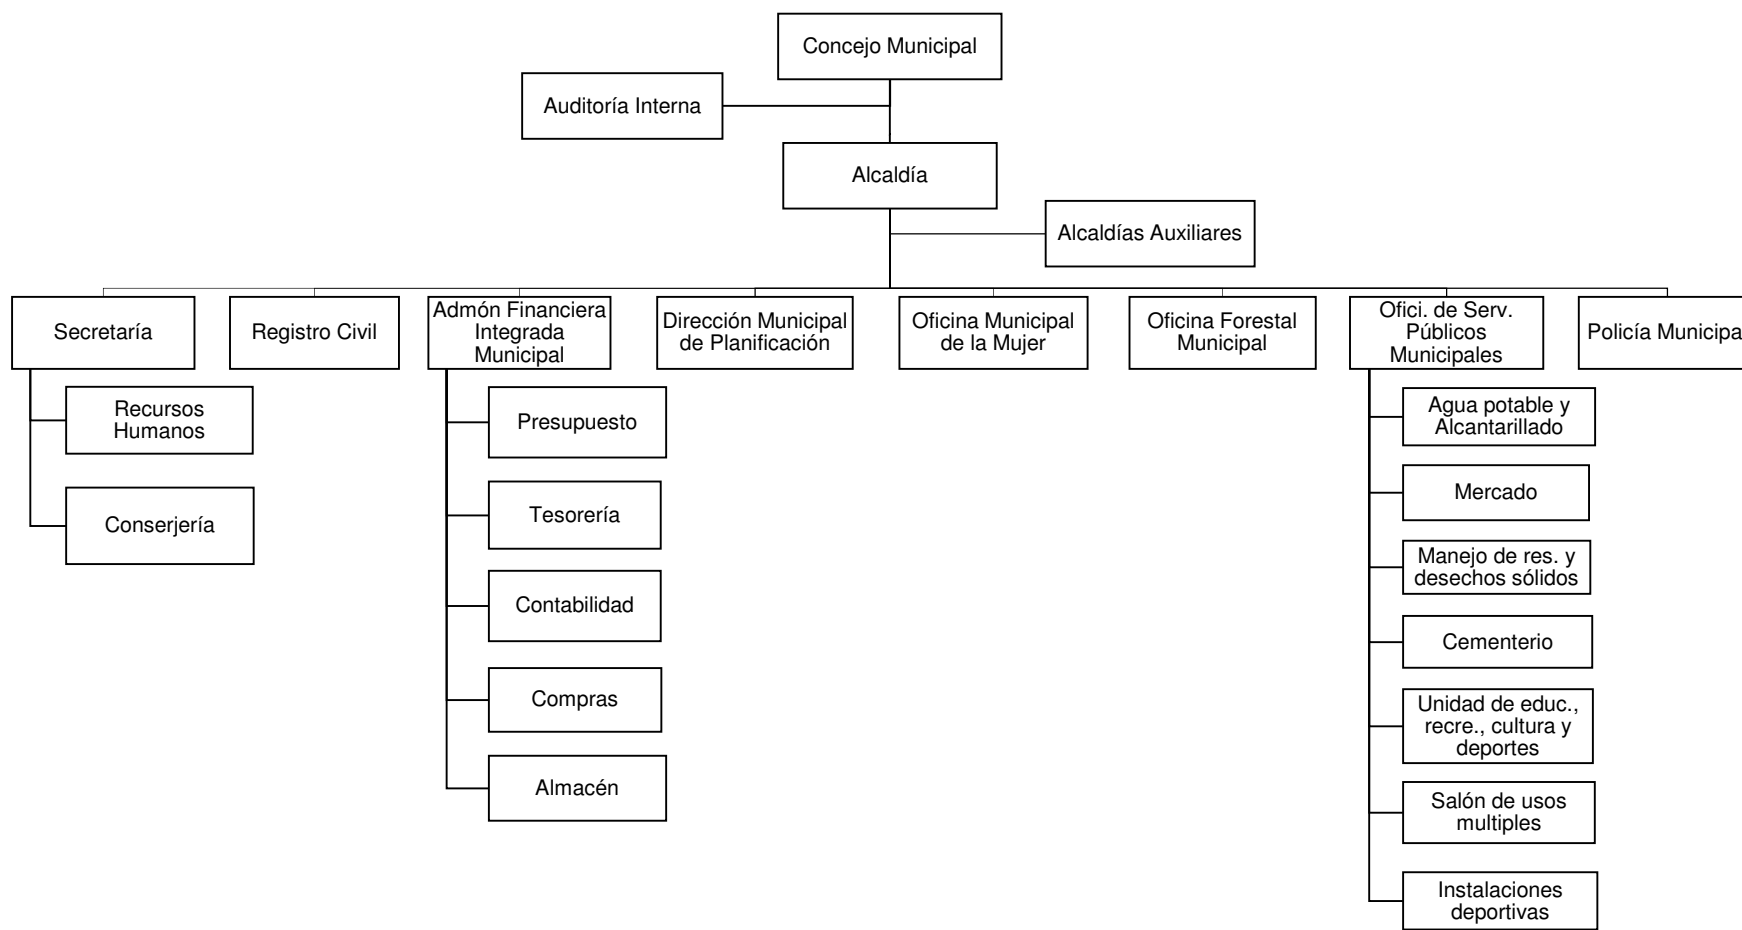 Concejo Municipal
Auditoría Interna
Alcaldía
Alcaldías Auxiliares
Secretaría
Registro Civil
Admón Financiera
Integrada
Municipal
Dirección Municipal
de Planificación
Oficina Municipal
de la Mujer
Oficina Forestal
Municipal
Ofici. de Serv.
Públicos
Municipales
Policía Municipal
Recursos
Humanos
Conserjería
Presupuesto
Tesorería
Contabilidad
Compras
Almacén
Agua potable y
Alcantarillado
Mercado
Manejo de res. y
desechos sólidos
Cementerio
Unidad de educ.,
recre., cultura y
deportes
Salón de usos
multiples
Instalaciones
deportivas